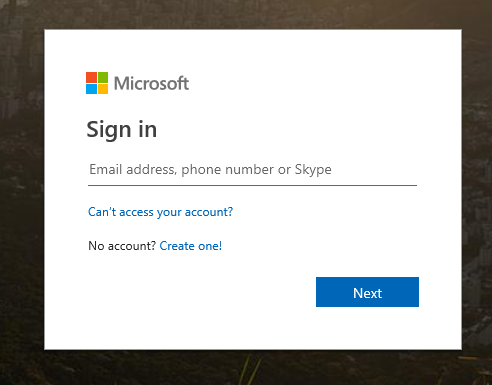 Microsoft
Sign in
Email address, phone number or Skype
Can't access your account?
No account? Create one!
Next